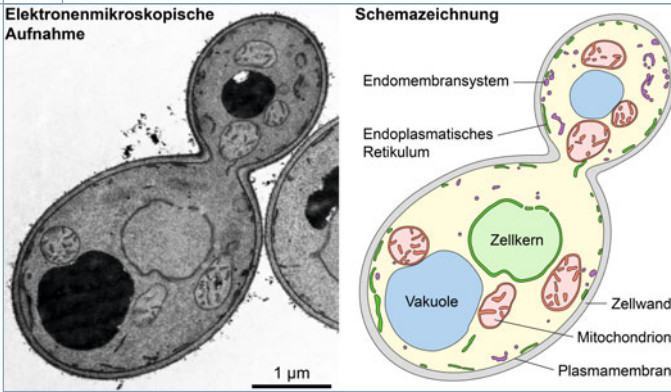 Elektronenmikroskopische
Aufnahme
Schemazeichnung
Endomembransystem
Endoplasmatisches
Retikulum
Zellkern
Vakuole
Zellwand
Mitochondrion
Plasmamembran
1 µm